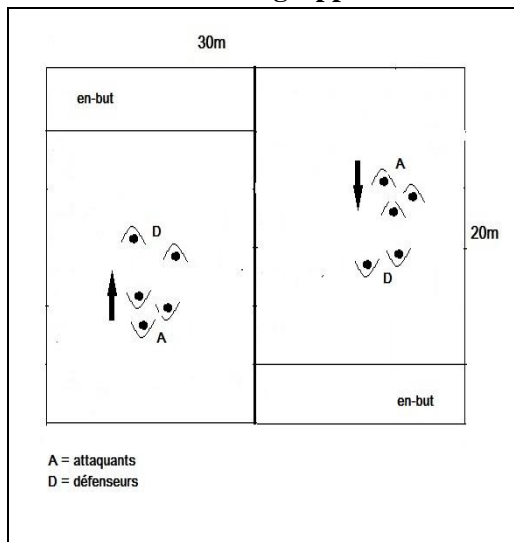 30m
en-but
A
D
20m
D
A
en-but
A = attaquants
D = défenseurs